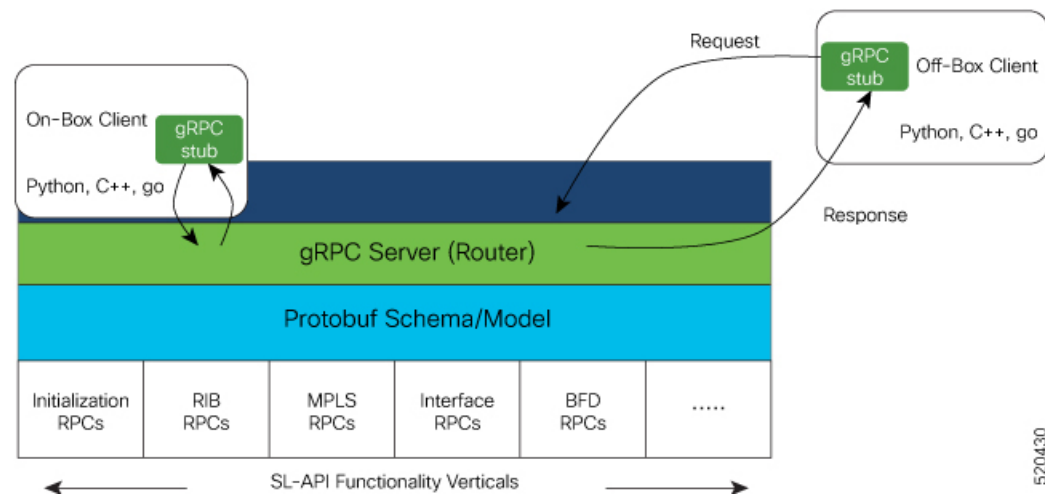 Request
gRPC
stub
Off-Box Client
Python, C++, go
On-Box Client
gRPC
stub
Python, C++, go
Response
gRPC Server (Router)
Protobuf Schema/Model
Initialization
RPCs
RIB
RPCs
MPLS
RPCs
Interface
RPCs
BFD
RPCs
.....
SL-API Functionality Verticals
520430